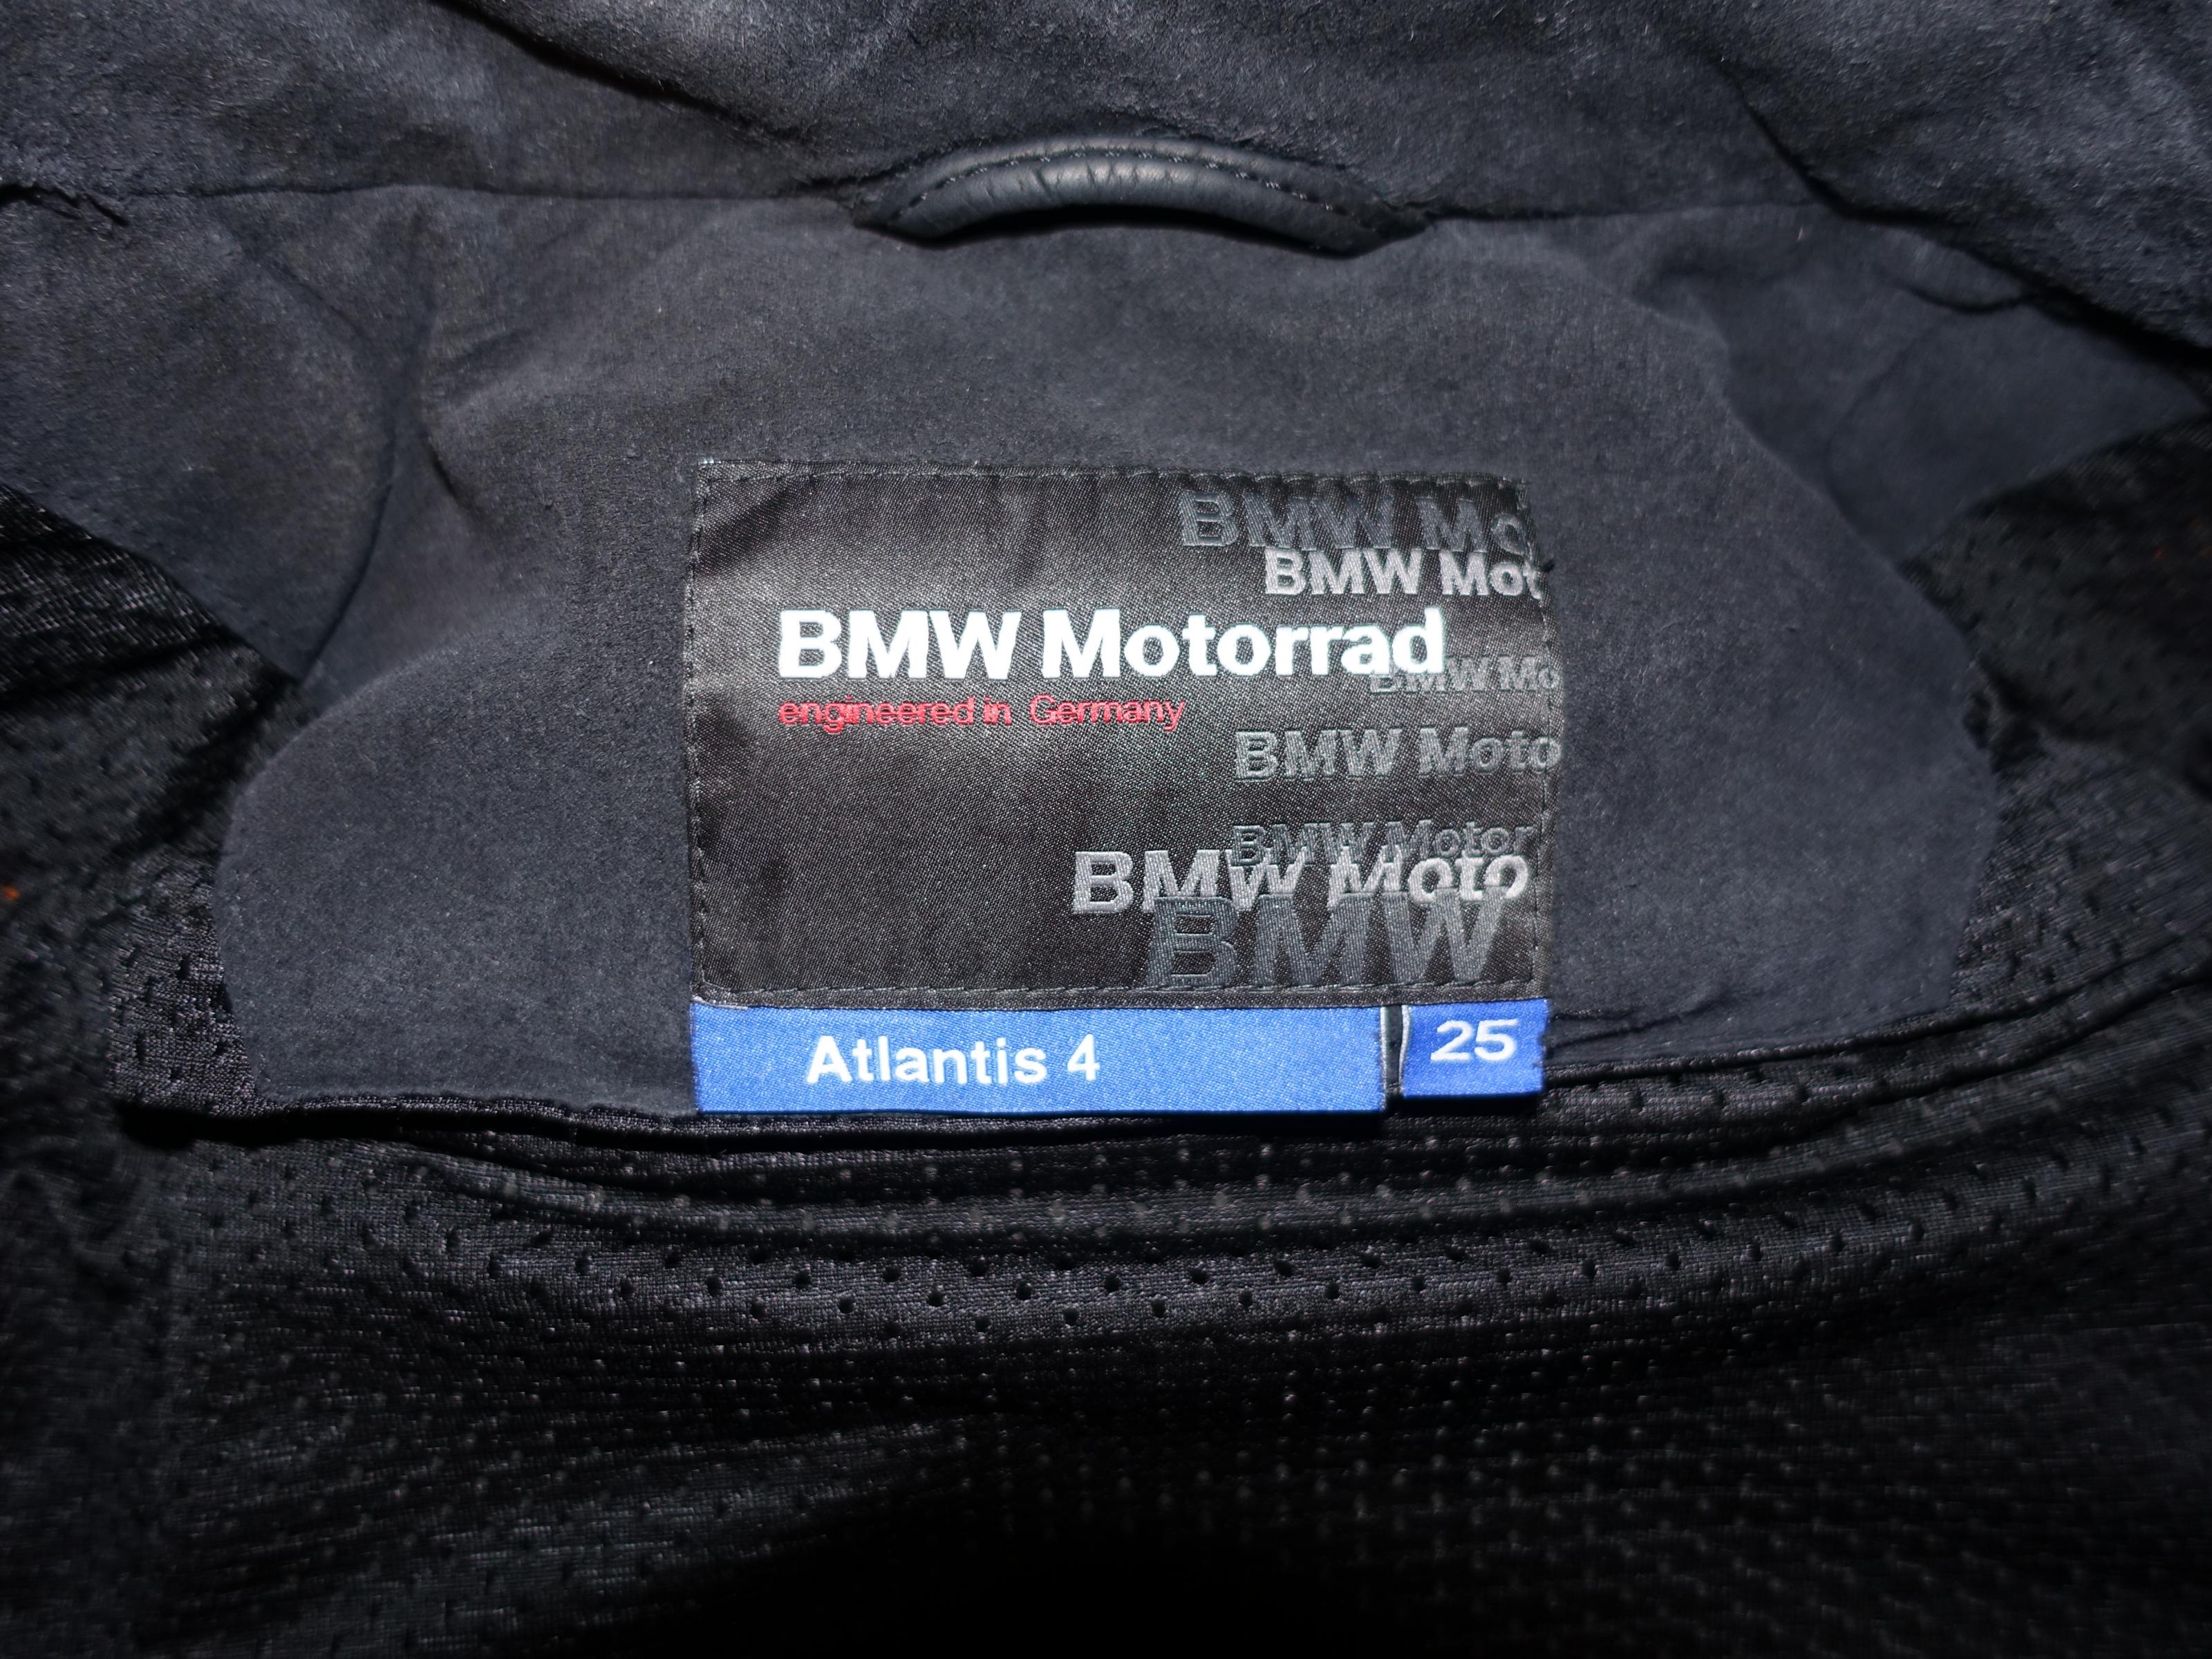 BMW Mo
BMW Mot
BMW Motorrad
BMW Mo
engineered in Germany
BMW Moto
BMW Motor
BMW Moto
BMW
Atlantis 4
25